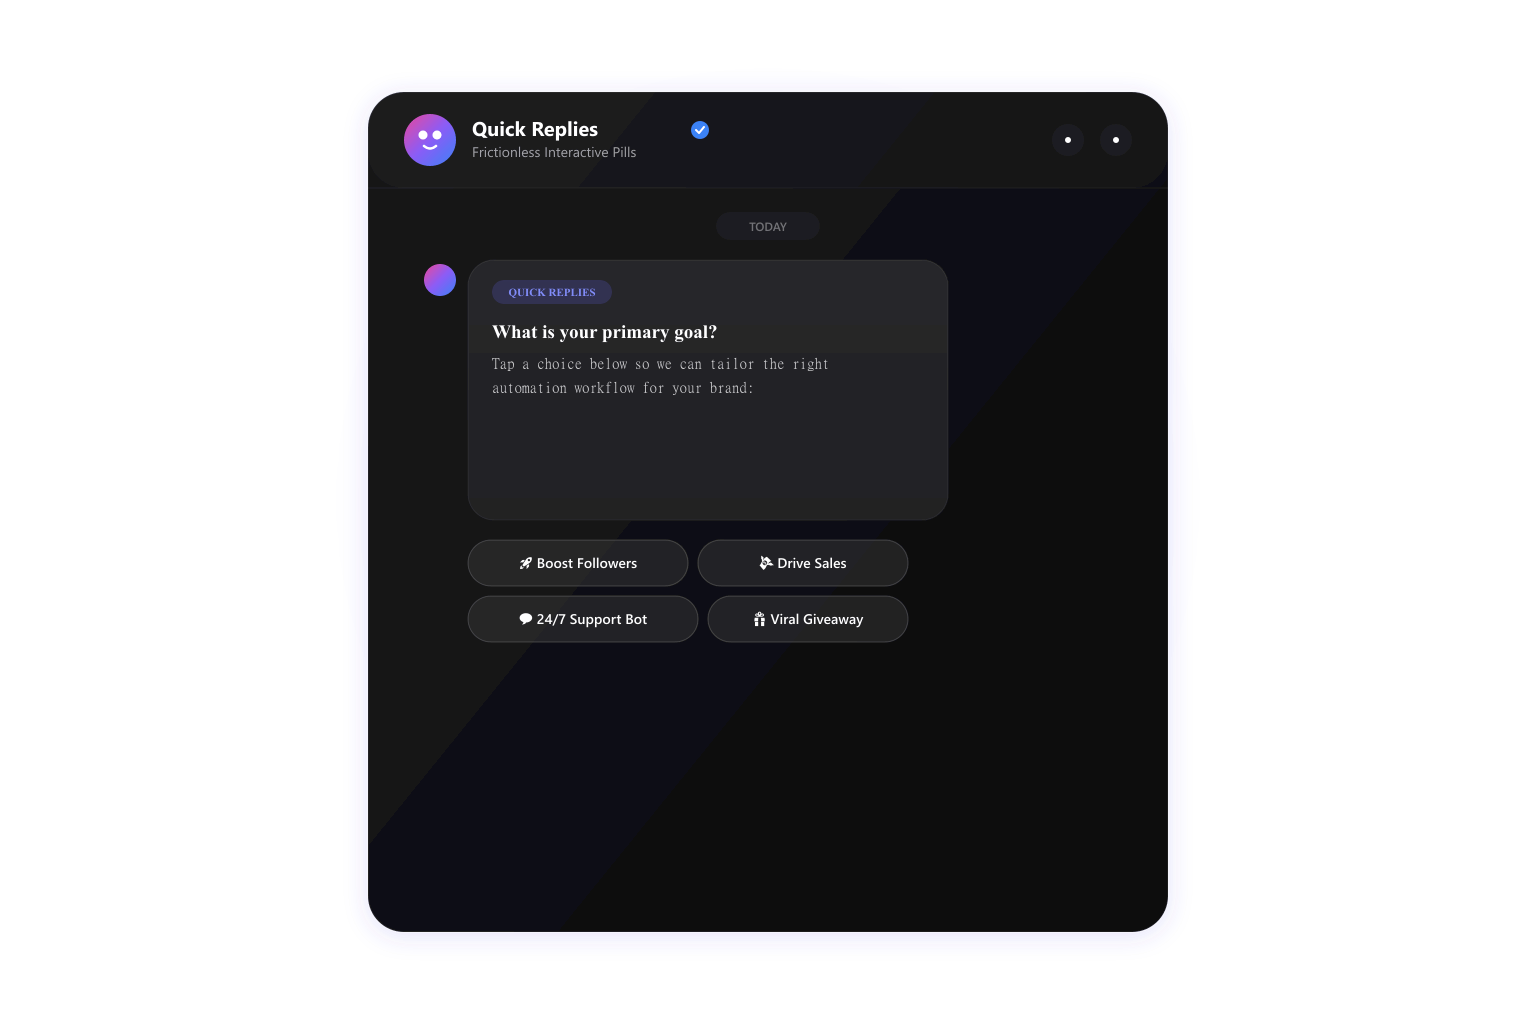 Quick Replies
Frictionless Interactive Pills
TODAY
QUICK REPLIES
What is your primary goal?
Tap a choice below so we can tailor the right
automation workflow for your brand:
🚀 Boost Followers
💸 Drive Sales
💬 24/7 Support Bot
🎁 Viral Giveaway